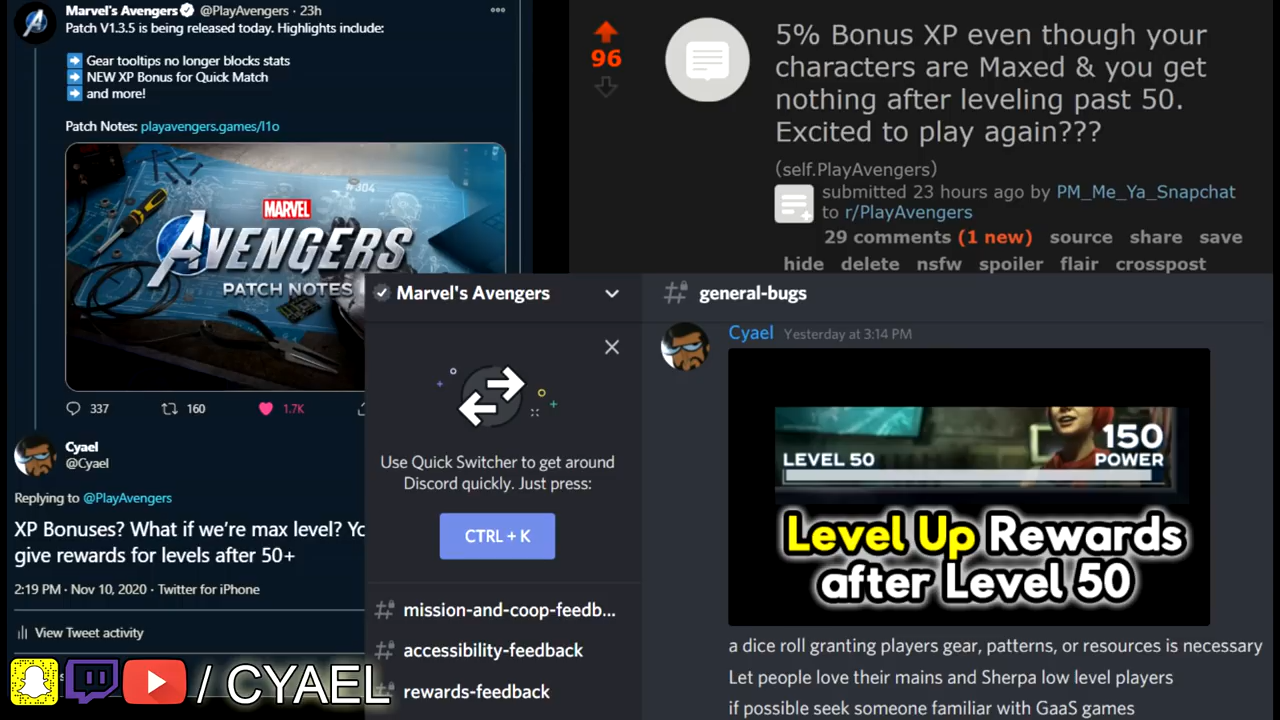 Marvel's Avengers @PlayAvengers · 23h
Patch V1.3.5 is being released today. Highlights include:
Gear tooltips no longer blocks stats
NEW XP Bonus for Quick Match
and more!
Patch Notes: playavengers.games/l1o
304
MARVEL
AVENGERS
PATCH NOTES
337 160 1.7K
Cyael
@Cyael
Replying to @PlayAvengers
XP Bonuses? What if we're max level?
give rewards for levels after 50+
2:19 PM · Nov 10, 2020 · Twitter for iPhone
View Tweet activity
/ CYAEL
96
5% Bonus XP even though your
characters are Maxed & you get
nothing after leveling past 50.
Excited to play again???
(self.PlayAvengers)
submitted 23 hours ago by PM_Me_Ya_Snapchat
to r/PlayAvengers
29 comments (1 new) source share save
hide delete nsfw spoiler flair crosspost
Marvel's Avengers
Use Quick Switcher to get around
Discord quickly. Just press:
CTRL + K
mission-and-coop-feedb...
accessibility-feedback
rewards-feedback
general-bugs
Cyael Yesterday at 3:14 PM
150
LEVEL 50 POWER
Level Up Rewards
after Level 50
a dice roll granting players gear, patterns, or resources is necessary
Let people love their mains and Sherpa low level players
if possible seek someone familiar with GaaS games